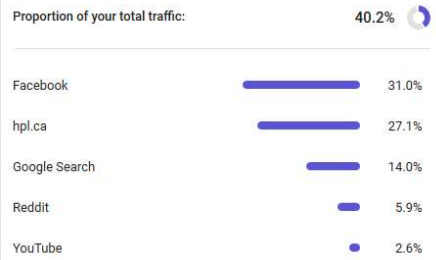 Proportion of your total traffic: 40.2%
Facebook 31.0%
hpl.ca 27.1%
Google Search 14.0%
Reddit 5.9%
YouTube 2.6%